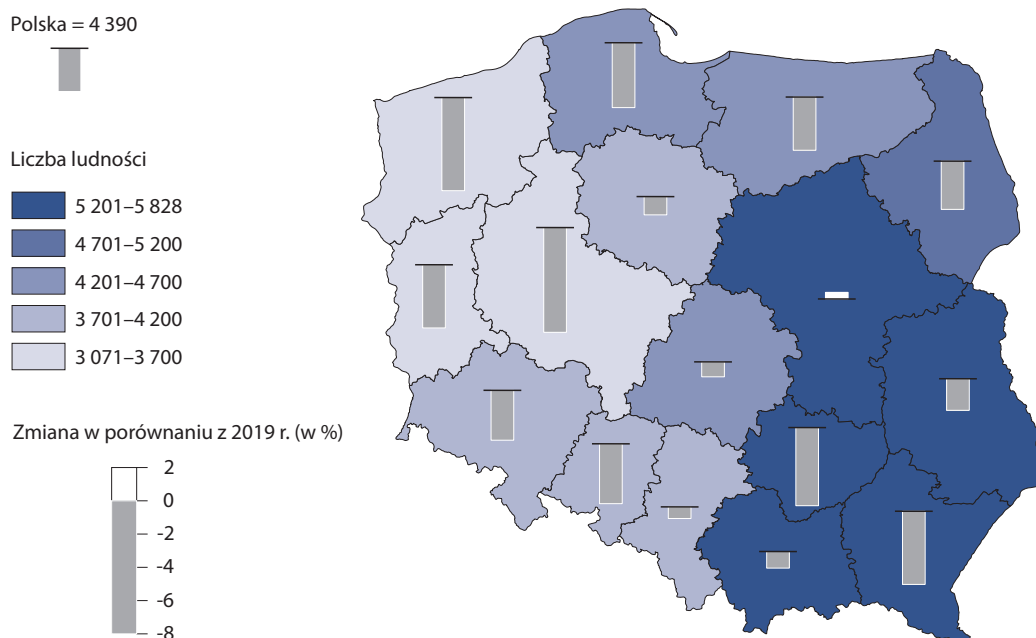 Polska = 4 390
Liczba ludności
5 201–5 828
4 701–5 200
4 201–4 700
3 701–4 200
3 071–3 700
Zmiana w porównaniu z 2019 r. (w %)
2
0
-2
-4
-6
-8